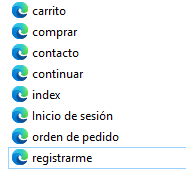 carrito
comprar
contacto
continuar
index
Inicio de sesión
orden de pedido
registrarme